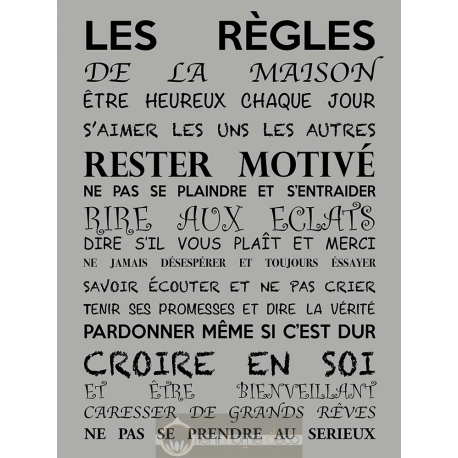 LES RÈGLES
DE LA MAISON
ÊTRE HEUREUX CHAQUE JOUR
S'AIMER LES UNS LES AUTRES
RESTER MOTIVÉ
NE PAS SE PLAINDRE ET S'ENTRAIDER
RIRE AUX ECLATS
DIRE S'IL VOUS PLAÎT ET MERCI
NE JAMAIS DÉSESPÉRER ET TOUJOURS ÉSSAYER
SAVOIR ÉCOUTER ET NE PAS CRIER
TENIR SES PROMESSES ET DIRE LA VÉRITÉ
PARDONNER MÊME SI C'EST DUR
CROIRE EN SOI
ET ÊTRE BIENVEILLANT
CARESSER DE GRANDS RÊVES
NE PAS SE PRENDRE AU SERIEUX